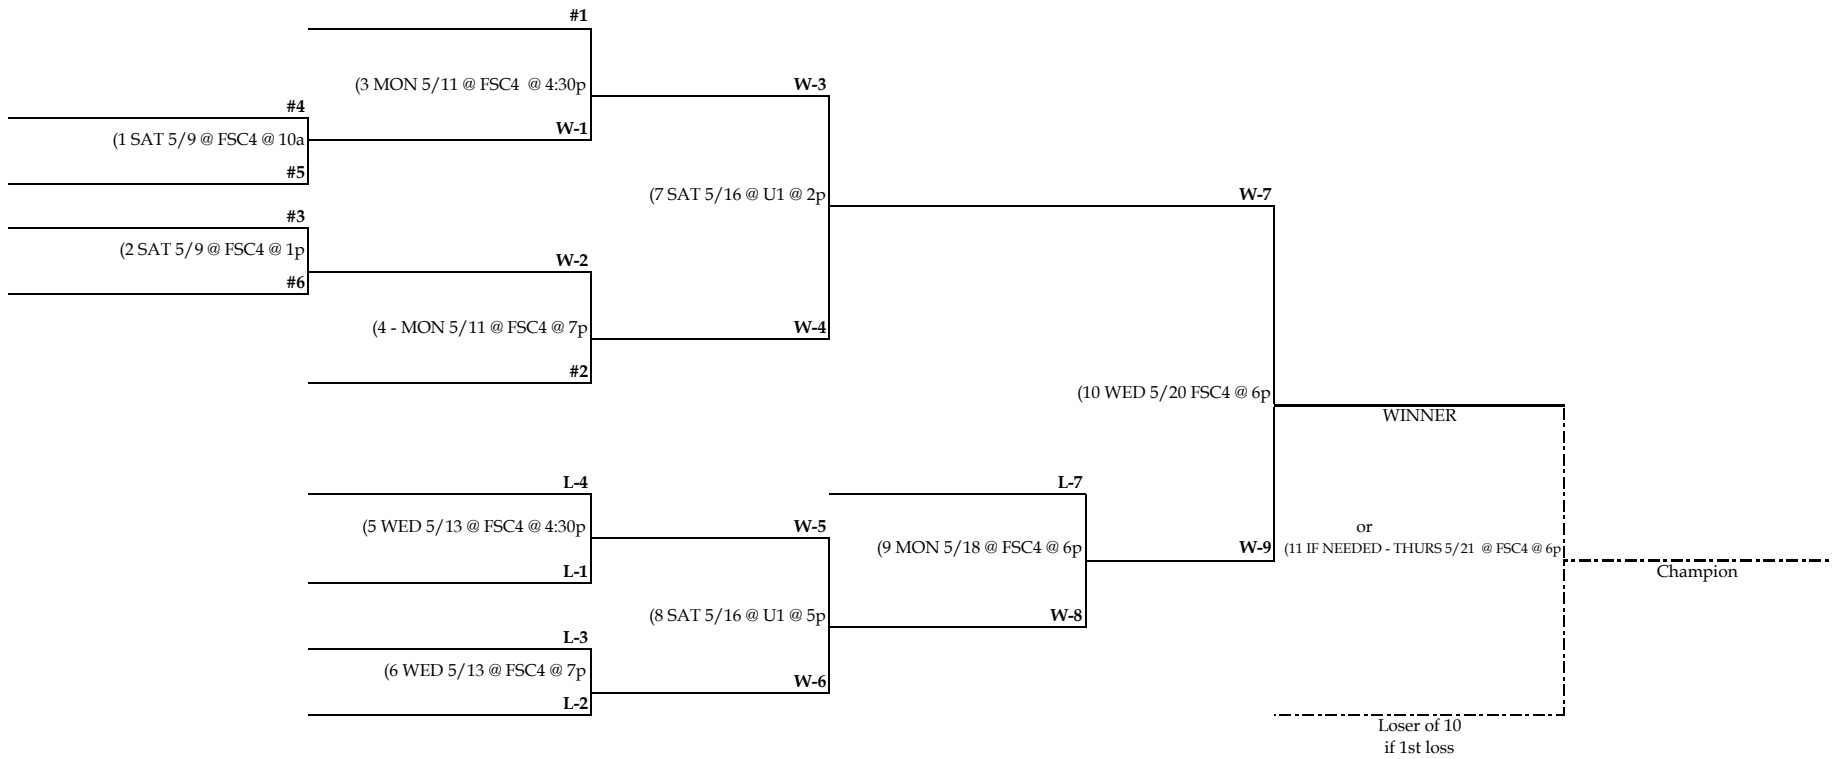 #1
(3 MON 5/11 @ FSC4 @ 4:30p
W-3
#4
(1 SAT 5/9 @ FSC4 @ 10a
W-1
#5
(7 SAT 5/16 @ U1 @ 2p
W-7
#3
(2 SAT 5/9 @ FSC4 @ 1p
W-2
#6
(4 - MON 5/11 @ FSC4 @ 7p
W-4
#2
(10 WED 5/20 FSC4 @ 6p
WINNER
L-4
L-7
(5 WED 5/13 @ FSC4 @ 4:30p
W-5
or
(9 MON 5/18 @ FSC4 @ 6p
W-9
(11 IF NEEDED - THURS 5/21 @ FSC4 @ 6p
L-1
Champion
(8 SAT 5/16 @ U1 @ 5p
W-8
L-3
(6 WED 5/13 @ FSC4 @ 7p
W-6
L-2
Loser of 10
if 1st loss